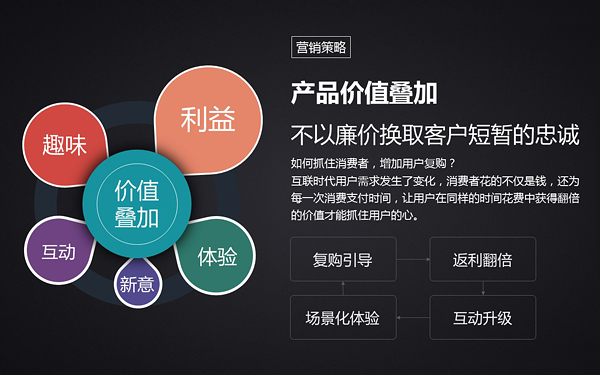 营销策略
产品价值叠加
不以廉价换取客户短暂的忠诚
如何抓住消费者，增加用户复购？
互联时代用户需求发生了变化，消费者花的不仅是钱，还为
每一次消费支付时间，让用户在同样的时间花费中获得翻倍
的价值才能抓住用户的心。
利益
趣味
价值
叠加
互动
体验
新意
复购引导
返利翻倍
场景化体验
互动升级